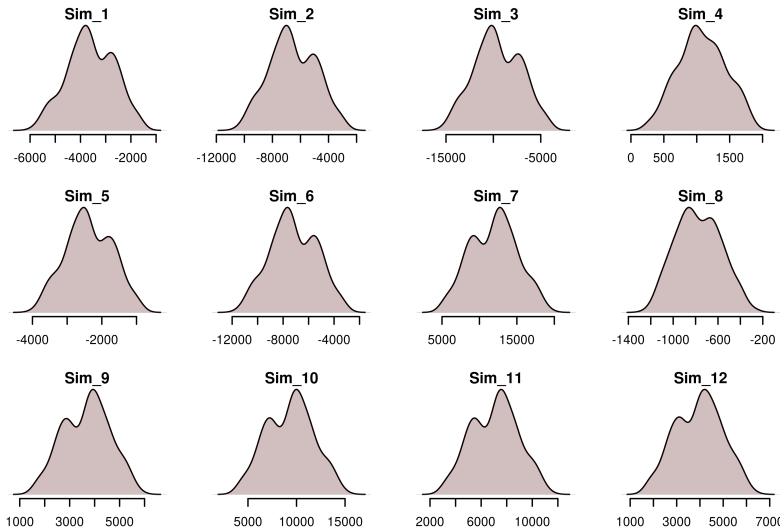 Sim_1 Sim_2 Sim_3 Sim_4
-6000 -4000 -2000 -12000 -8000 -4000 -15000 -5000 0 500 1500
Sim_5 Sim_6 Sim_7 Sim_8
-4000 -2000 -12000 -8000 -4000 5000 15000 -1400 -1000 -600 -200
Sim_9 Sim_10 Sim_11 Sim_12
1000 3000 5000 5000 10000 15000 2000 6000 10000 1000 3000 5000 7000